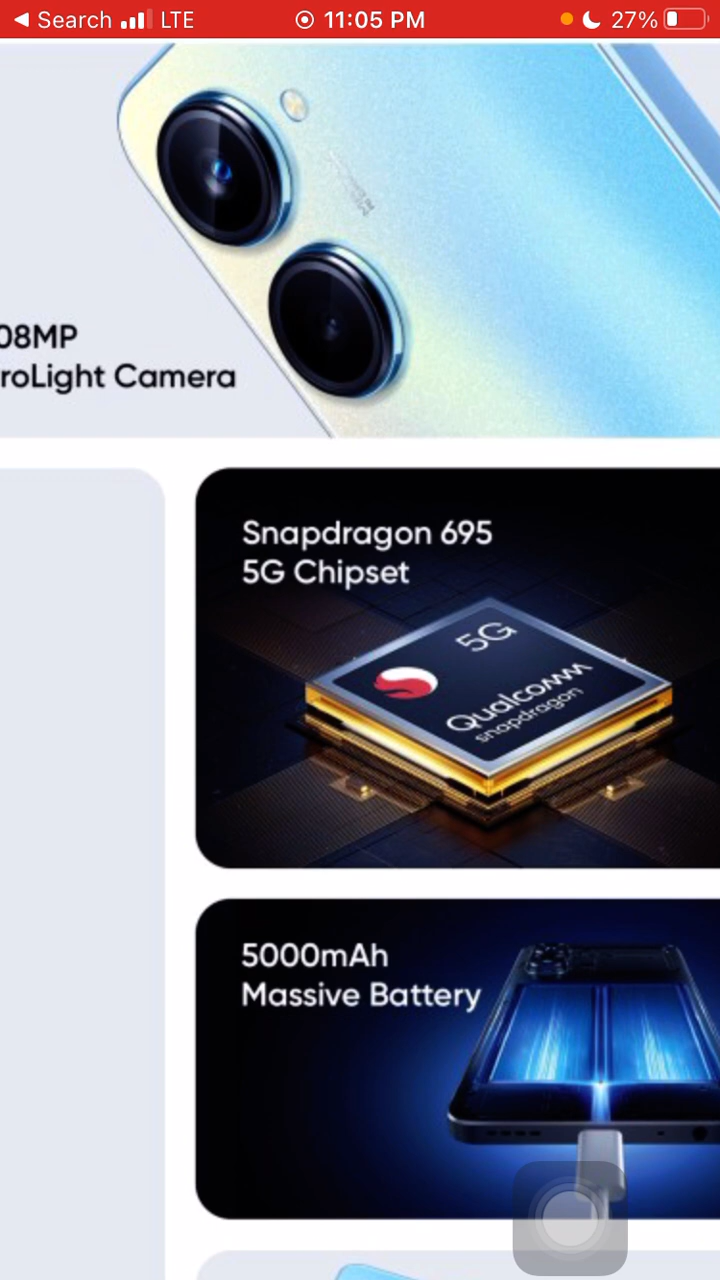 ◀ Search LTE 11:05 PM 27%
08MP
roLight Camera
Snapdragon 695
5G Chipset
5G
Qualcomm
snapdragon
5000mAh
Massive Battery